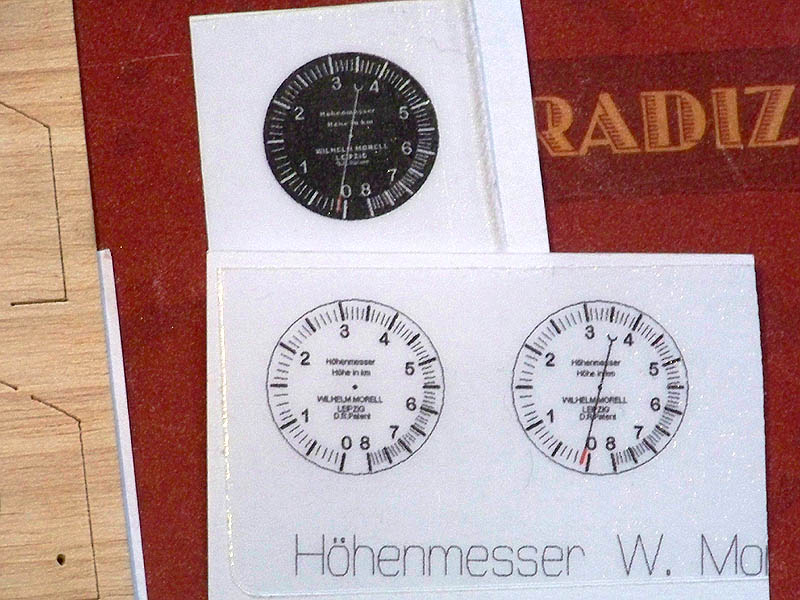 RADIZ
3 4
2 5
Höhenmesser
Höhe in km
6
WILHELM MORELL
LEIPZIG
D.R.Patent
1 7
0 8
3 4
2 5
Höhenmesser
Höhe in km
WILHELM MORELL
LEIPZIG
D.R.Patent
6
1 7
0 8
3 4
2 5
Höhenmesser
Höhe in km
WILHELM MORELL
LEIPZIG
D.R.Patent
6
1 7
0 8
Höhenmesser W. Mo